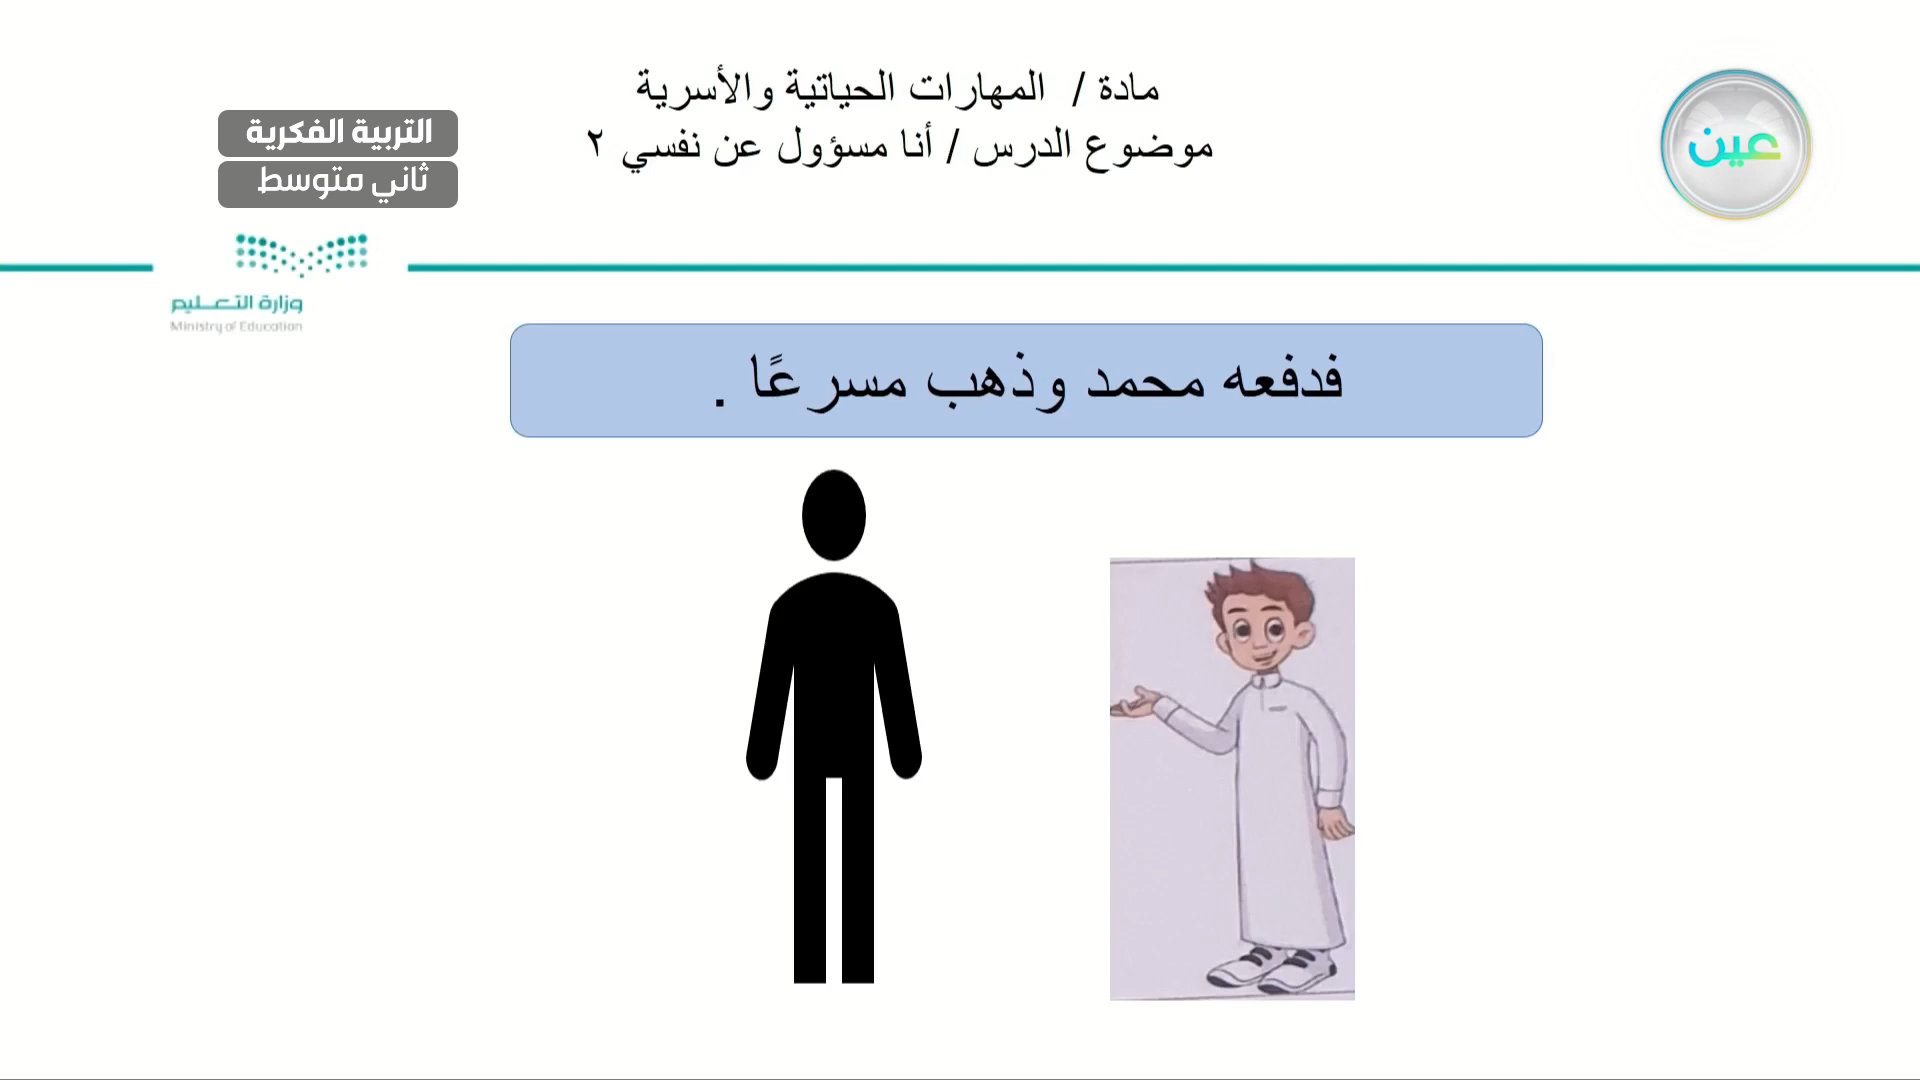 مادة / المهارات الحياتية والأسرية
موضوع الدرس / أنا مسؤول عن نفسي ٢
عين
التربية الفكرية
ثاني متوسط
وزارة التعليم
Ministry of Education
فدفعه محمد وذهب مسرعًا .